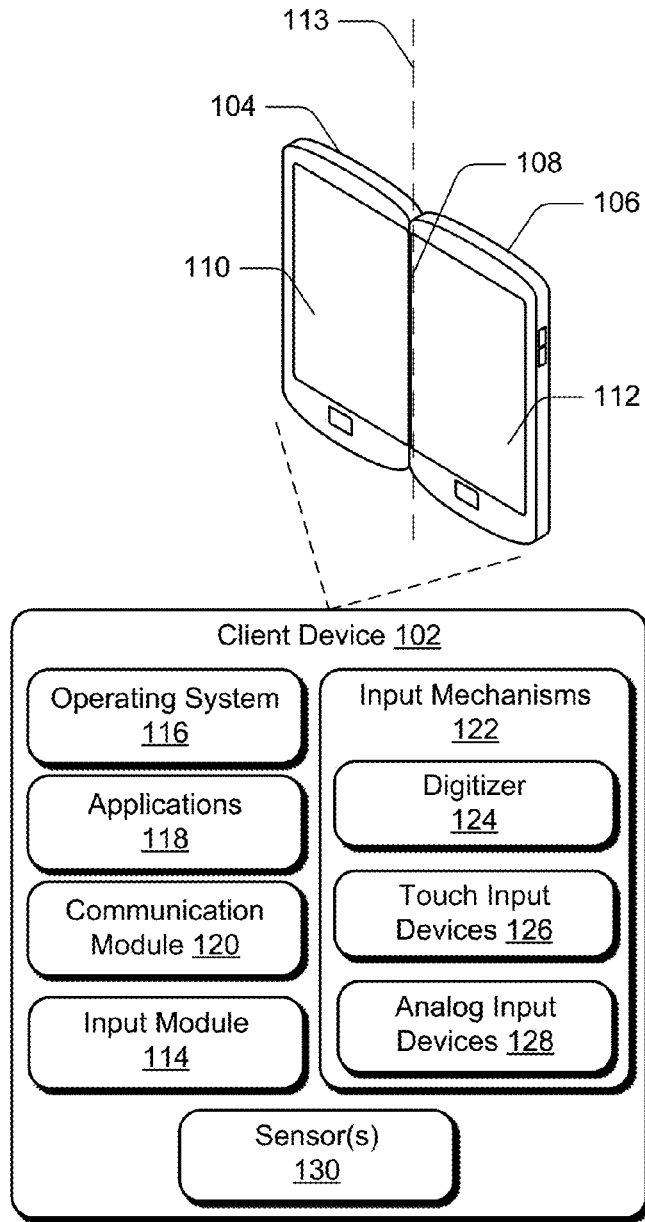 113
104
108
106
110
112
Client Device 102
Operating System
116
Applications
118
Communication
Module 120
Input Module
114
Input Mechanisms
122
Digitizer
124
Touch Input
Devices 126
Analog Input
Devices 128
Sensor(s)
130